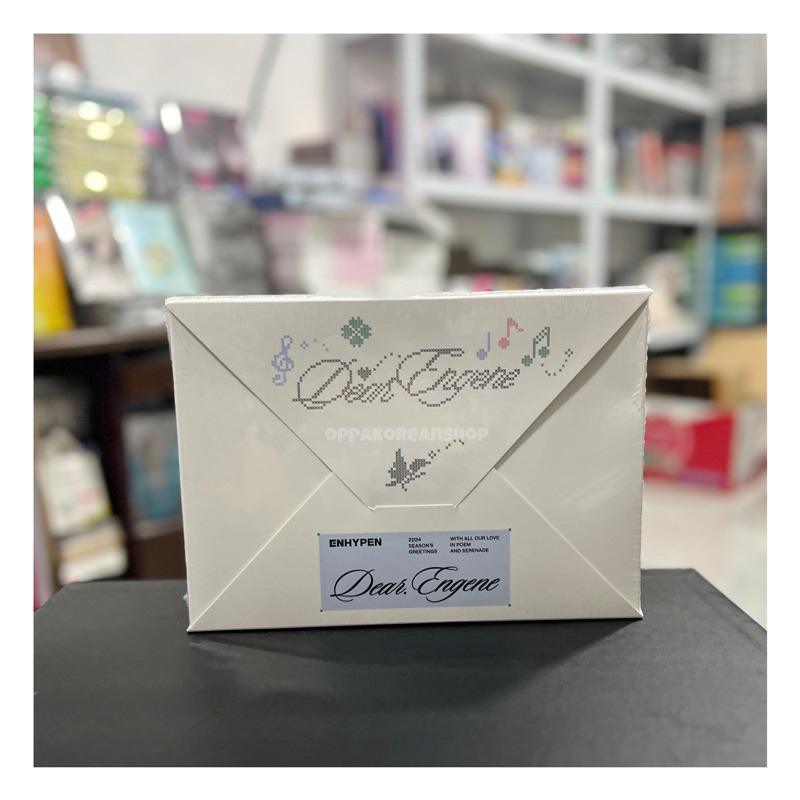 Dear. Engene
OPPAKOREANSHOP
ENHYPEN
2024
SEASON'S
GREETINGS
WITH ALL OUR LOVE
IN POEM
AND SERENADE
Dear. Engene